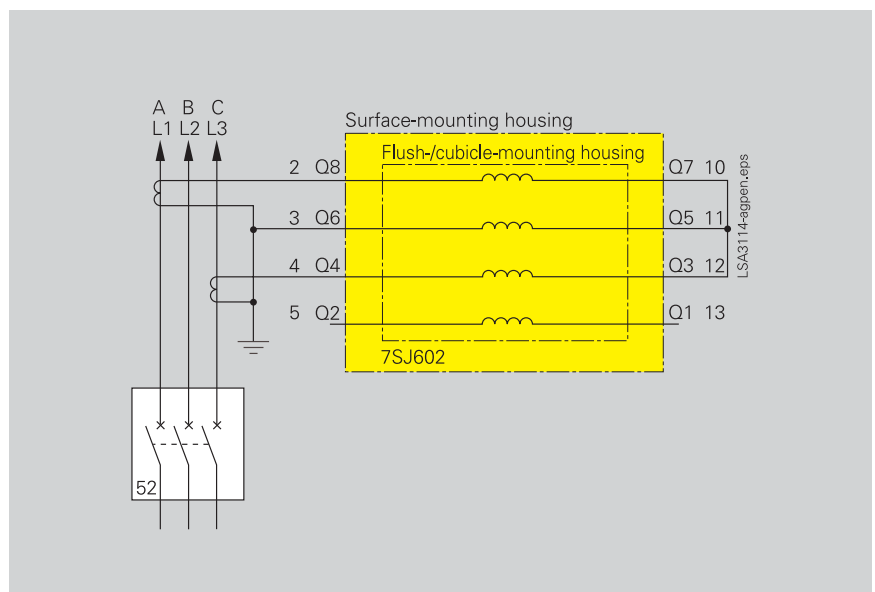 A B C
L1 L2 L3
Surface-mounting housing
Flush-/cubicle-mounting housing
2 Q8 Q7 10
3 Q6 Q5 11
4 Q4 Q3 12
5 Q2 Q1 13
7SJ602
52
LSA3114-agpen.eps